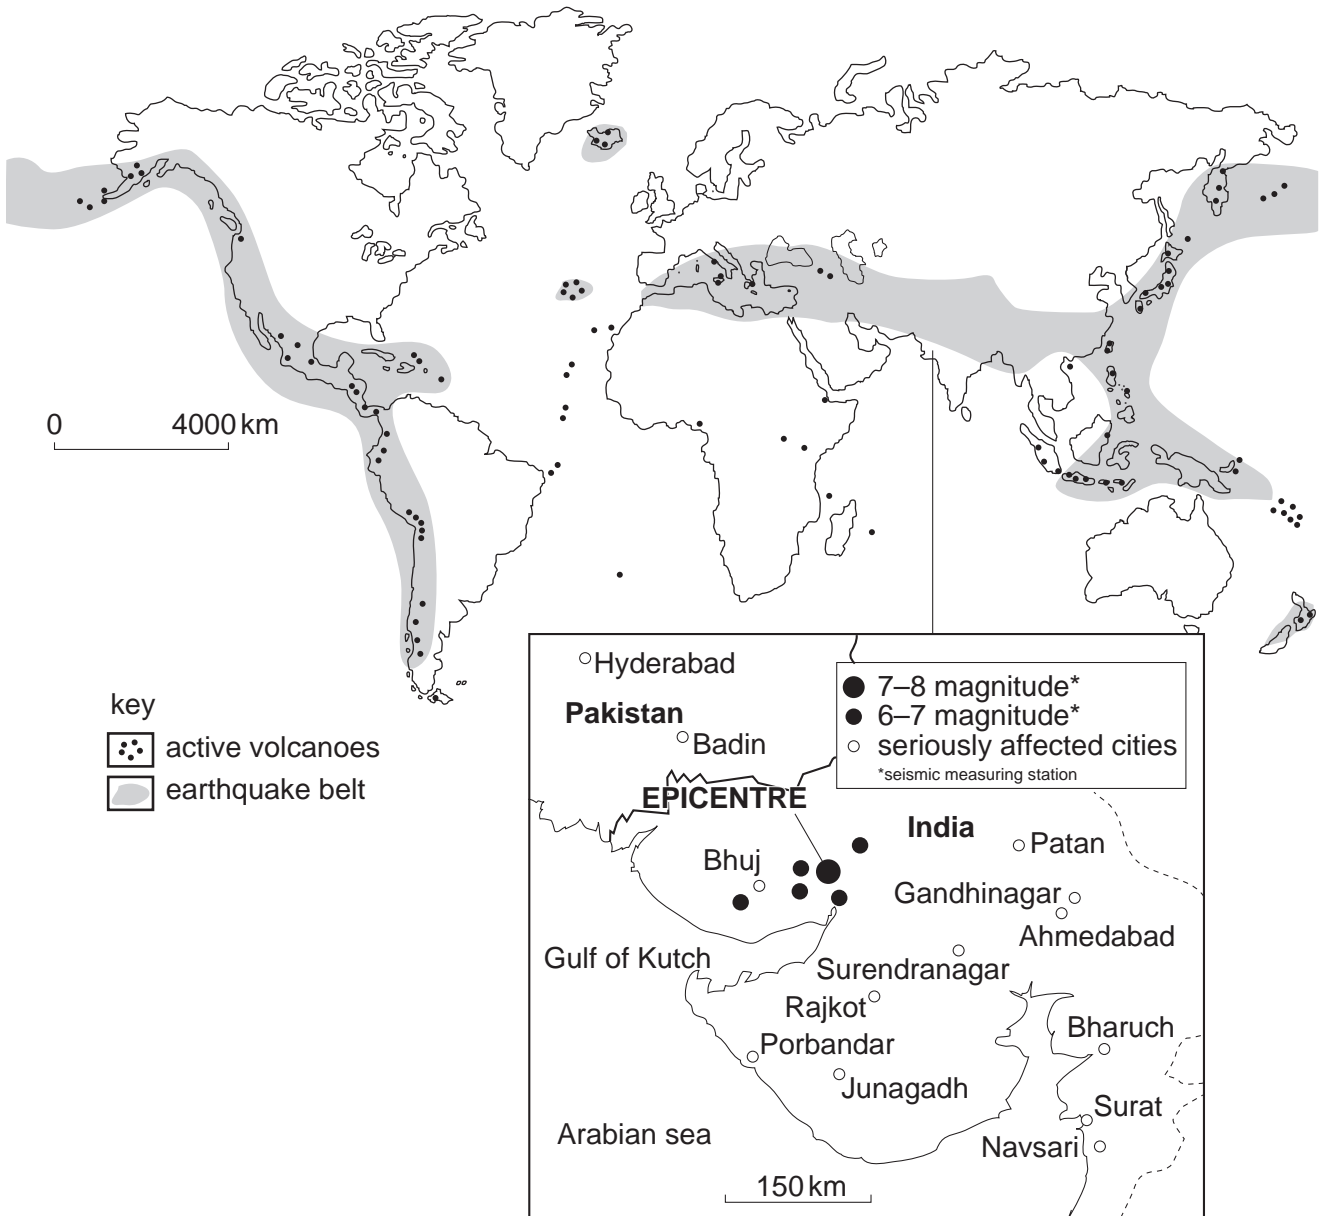 0 4000 km
key
active volcanoes
earthquake belt
Hyderabad
Pakistan
Badin
7–8 magnitude*
6–7 magnitude*
seriously affected cities
*seismic measuring station
EPICENTRE
India
Patan
Bhuj
Gandhinagar
Ahmedabad
Gulf of Kutch
Surendranagar
Rajkot
Bharuch
Porbandar
Junagadh
Surat
Arabian sea
Navsari
150 km